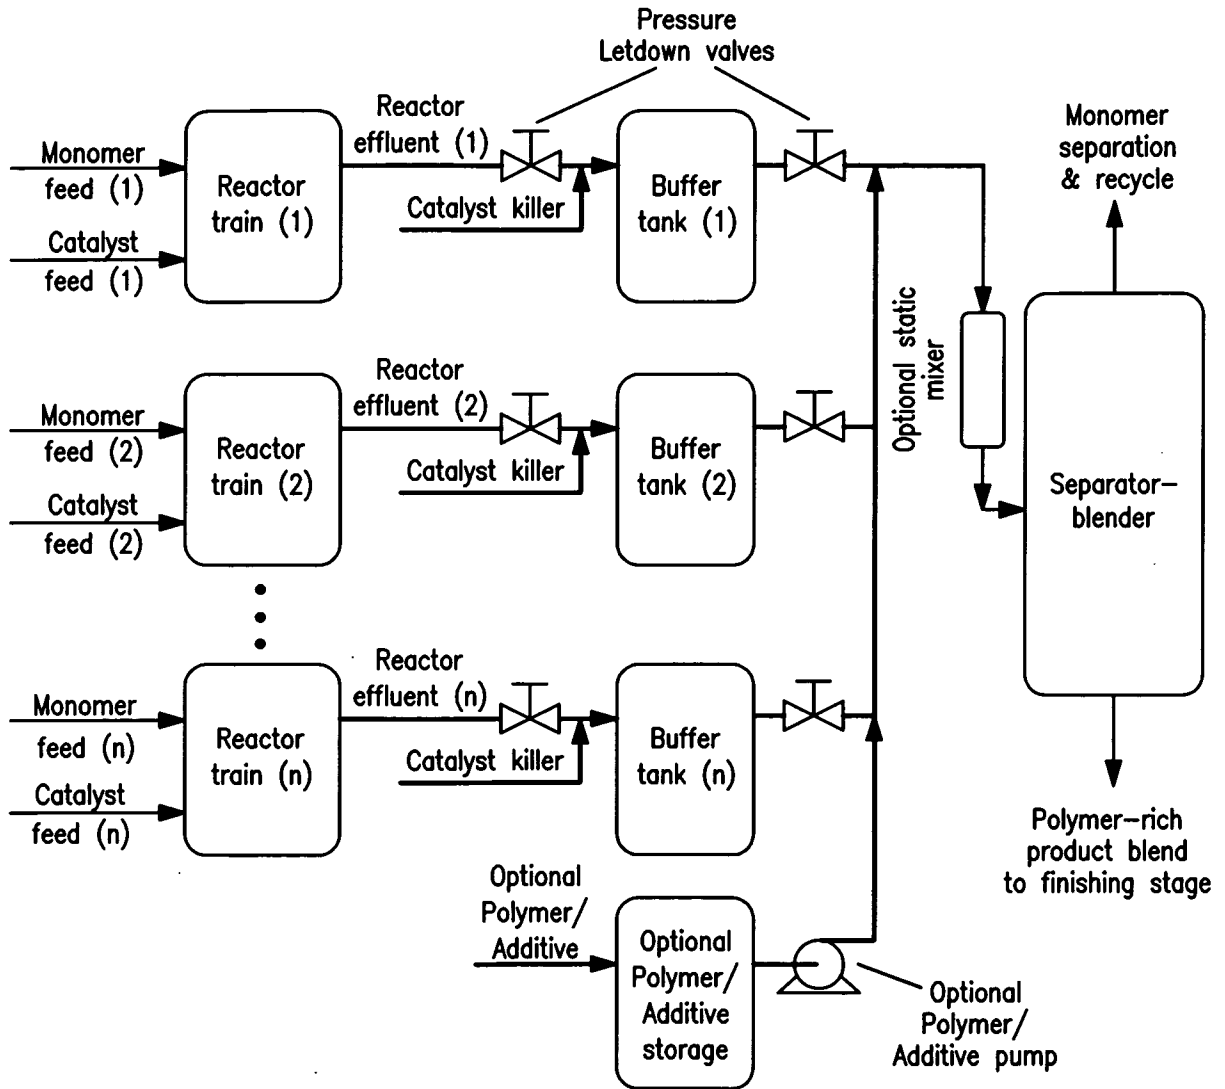 Pressure
Letdown valves
Reactor
effluent (1)
Monomer
feed (1)
Catalyst
feed (1)
Reactor
train (1)
Catalyst killer
Buffer
tank (1)
Monomer
separation
& recycle
Optional static
mixer
Reactor
effluent (2)
Monomer
feed (2)
Catalyst
feed (2)
Reactor
train (2)
Catalyst killer
Buffer
tank (2)
Separator–
blender
Reactor
effluent (n)
Monomer
feed (n)
Catalyst
feed (n)
Reactor
train (n)
Catalyst killer
Buffer
tank (n)
Polymer–rich
product blend
to finishing stage
Optional
Polymer/
Additive
Optional
Polymer/
Additive
storage
Optional
Polymer/
Additive pump